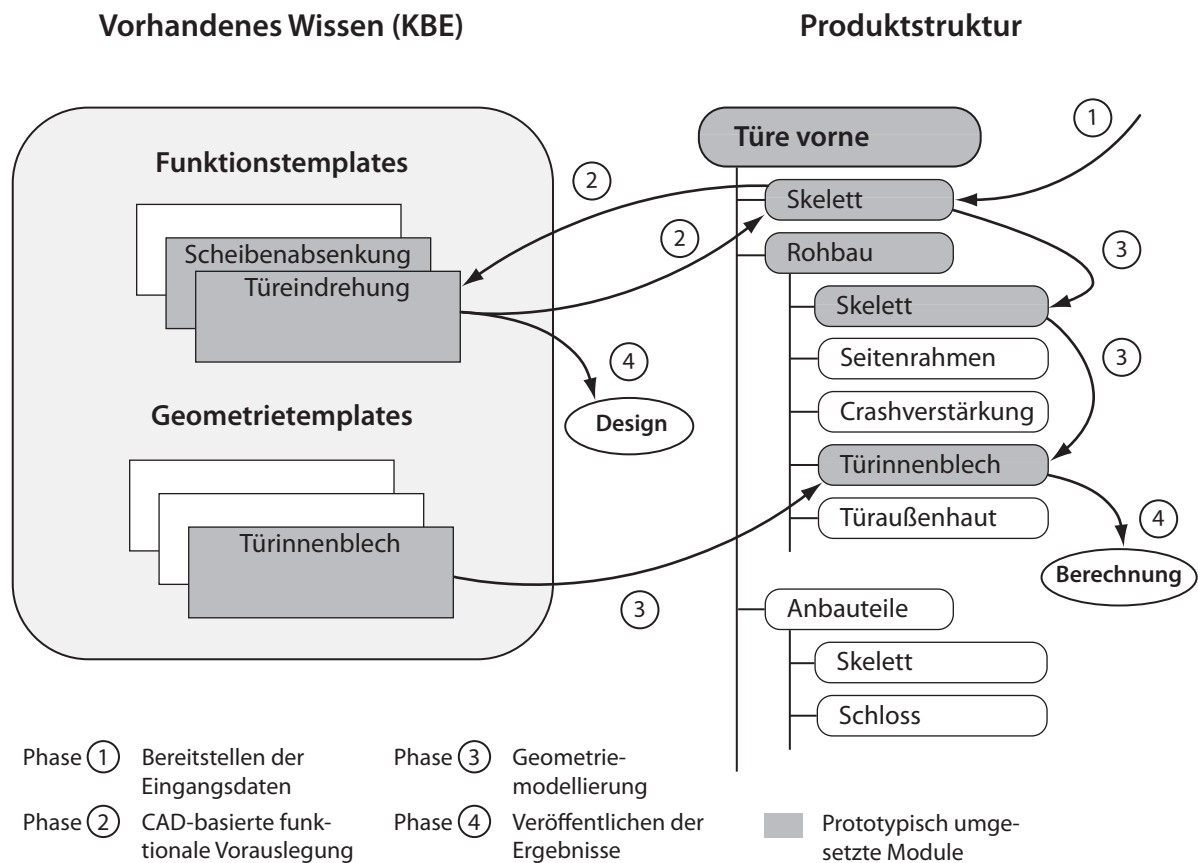 Vorhandenes Wissen (KBE)
Produktstruktur
Funktionstemplates
Scheibenabsenkung
Türeindrehung
Geometrietemplates
Türinnenblech
2
2
4
Design
3
1
Türe vorne
Skelett
Rohbau
3
Skelett
Seitenrahmen
3
Crashverstärkung
Türinnenblech
Türaußenhaut
4
Berechnung
Anbauteile
Skelett
Schloss
Phase 1 Bereitstellen der
Eingangsdaten
Phase 2 CAD-basierte funk-
tionale Vorauslegung
Phase 3 Geometrie-
modellierung
Phase 4 Veröffentlichen der
Ergebnisse
Prototypisch umge-
setzte Module